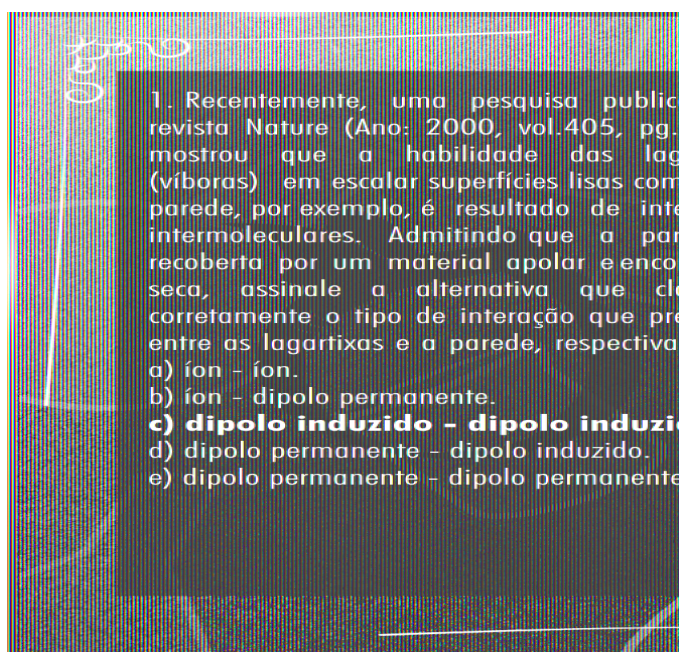 1. Recentemente, uma pesquisa public
revista Nature (Ano: 2000, vol.405, pg.
mostrou que a habilidade das lag
(víboras) em escalar superfícies lisas com
parede, por exemplo, é resultado de inte
intermoleculares. Admitindo que a par
recoberta por um material apolar e enco
seca, assinale a alternativa que cl
corretamente o tipo de interação que pre
entre as lagartixas e a parede, respectiva
a) íon - íon.
b) íon - dipolo permanente.
c) dipolo induzido - dipolo induzi
d) dipolo permanente - dipolo induzido.
e) dipolo permanente - dipolo permanente